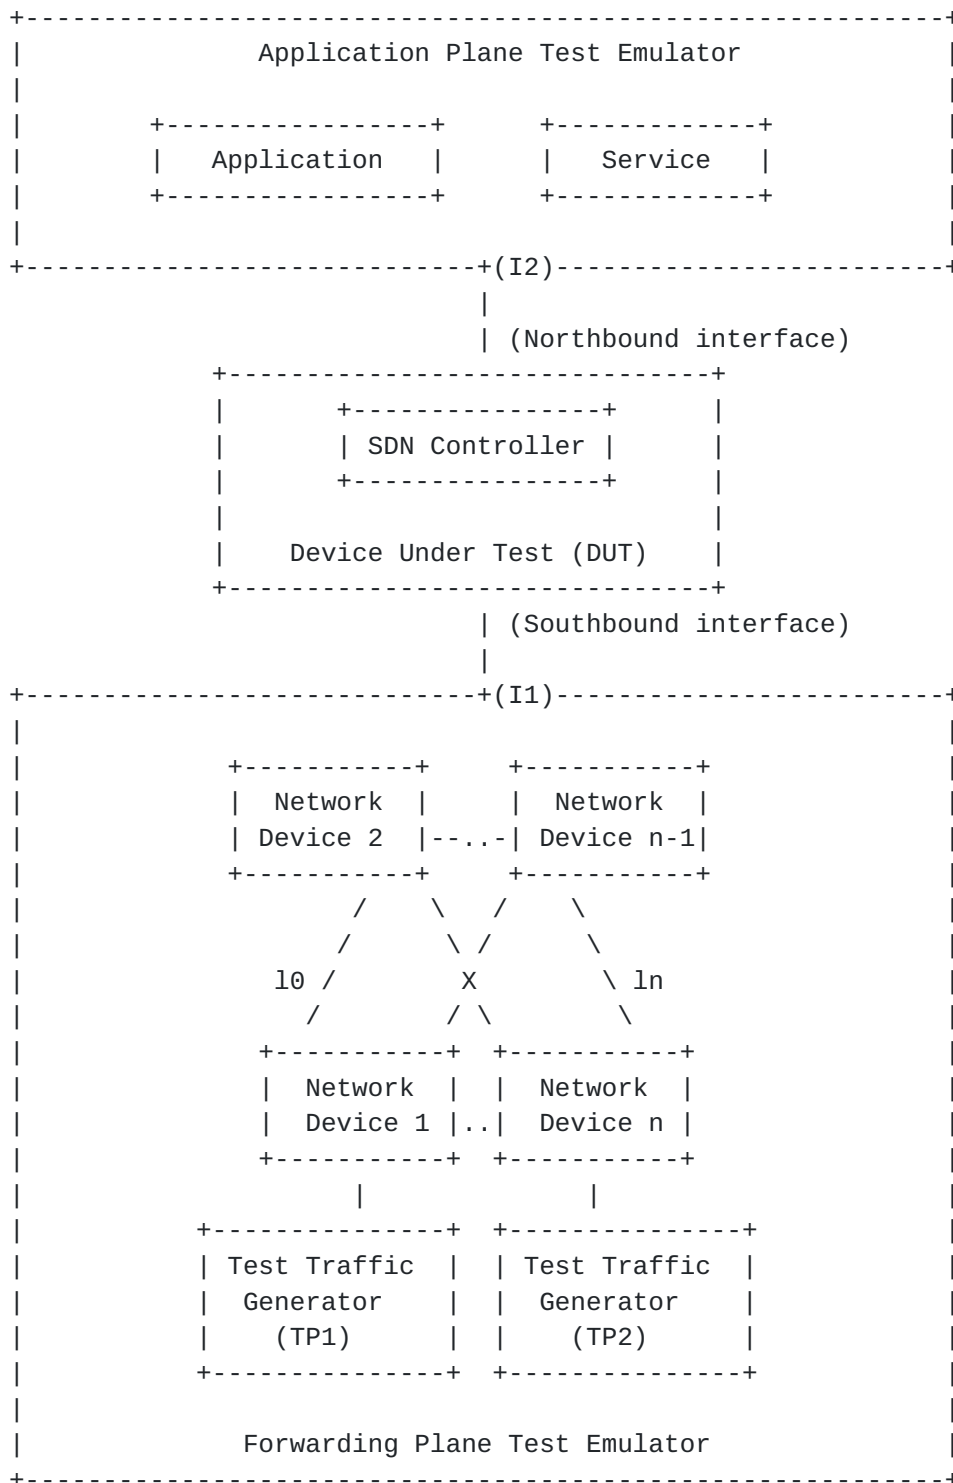 Application Plane Test Emulator
Application Service
(I2)
(Northbound interface)
SDN Controller
Device Under Test (DUT)
(Southbound interface)
(I1)
Network Network
Device 2 --..- Device n-1
l0 X ln
Network Network
Device 1 .. Device n
Test Traffic Test Traffic
Generator Generator
(TP1) (TP2)
Forwarding Plane Test Emulator